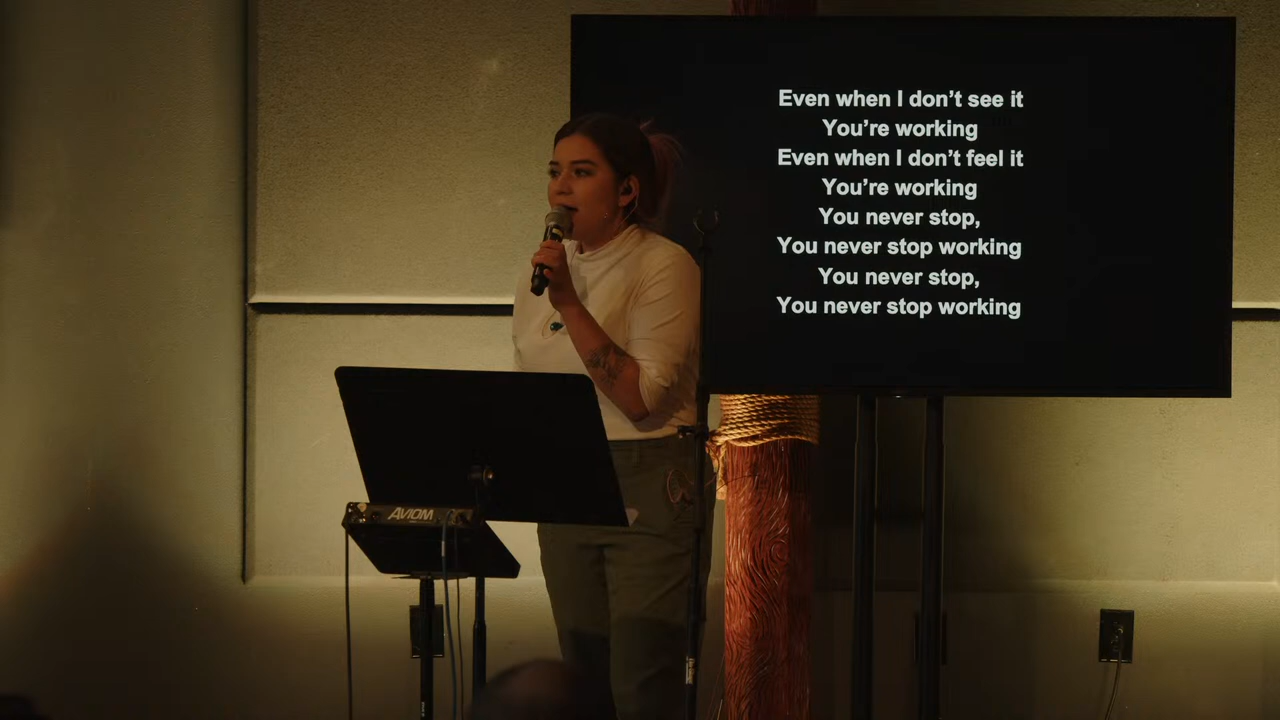 Even when I don’t see it
You’re working
Even when I don’t feel it
You’re working
You never stop,
You never stop working
You never stop,
You never stop working
AVIOM